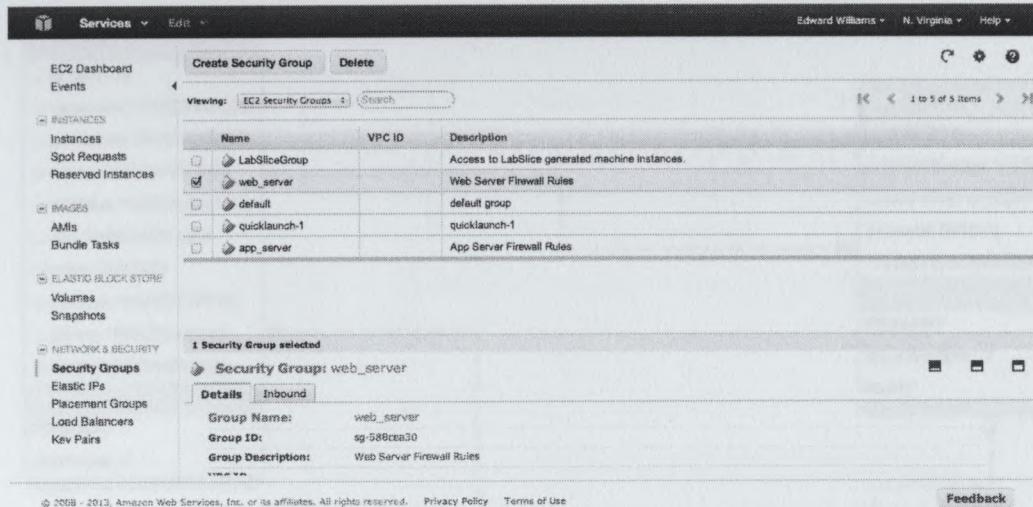 Services Edit Edward Williams N. Virginia Help
EC2 Dashboard
Events
INSTANCES
Instances
Spot Requests
Reserved Instances
IMAGES
AMIs
Bundle Tasks
ELASTIC BLOCK STORE
Volumes
Snapshots
NETWORK & SECURITY
Security Groups
Elastic IPs
Placement Groups
Load Balancers
Key Pairs
Create Security Group Delete
Viewing: EC2 Security Groups Search 1 to 5 of 5 Items
Name VPC ID Description
LabSliceGroup Access to LabSlice generated machine instances.
web_server Web Server Firewall Rules
default default group
quicklaunch-1 quicklaunch-1
app_server App Server Firewall Rules
1 Security Group selected
Security Group: web_server
Details Inbound
Group Name: web_server
Group ID: sg-588cea30
Group Description: Web Server Firewall Rules
© 2008 - 2013, Amazon Web Services, Inc. or its affiliates. All rights reserved. Privacy Policy Terms of Use Feedback